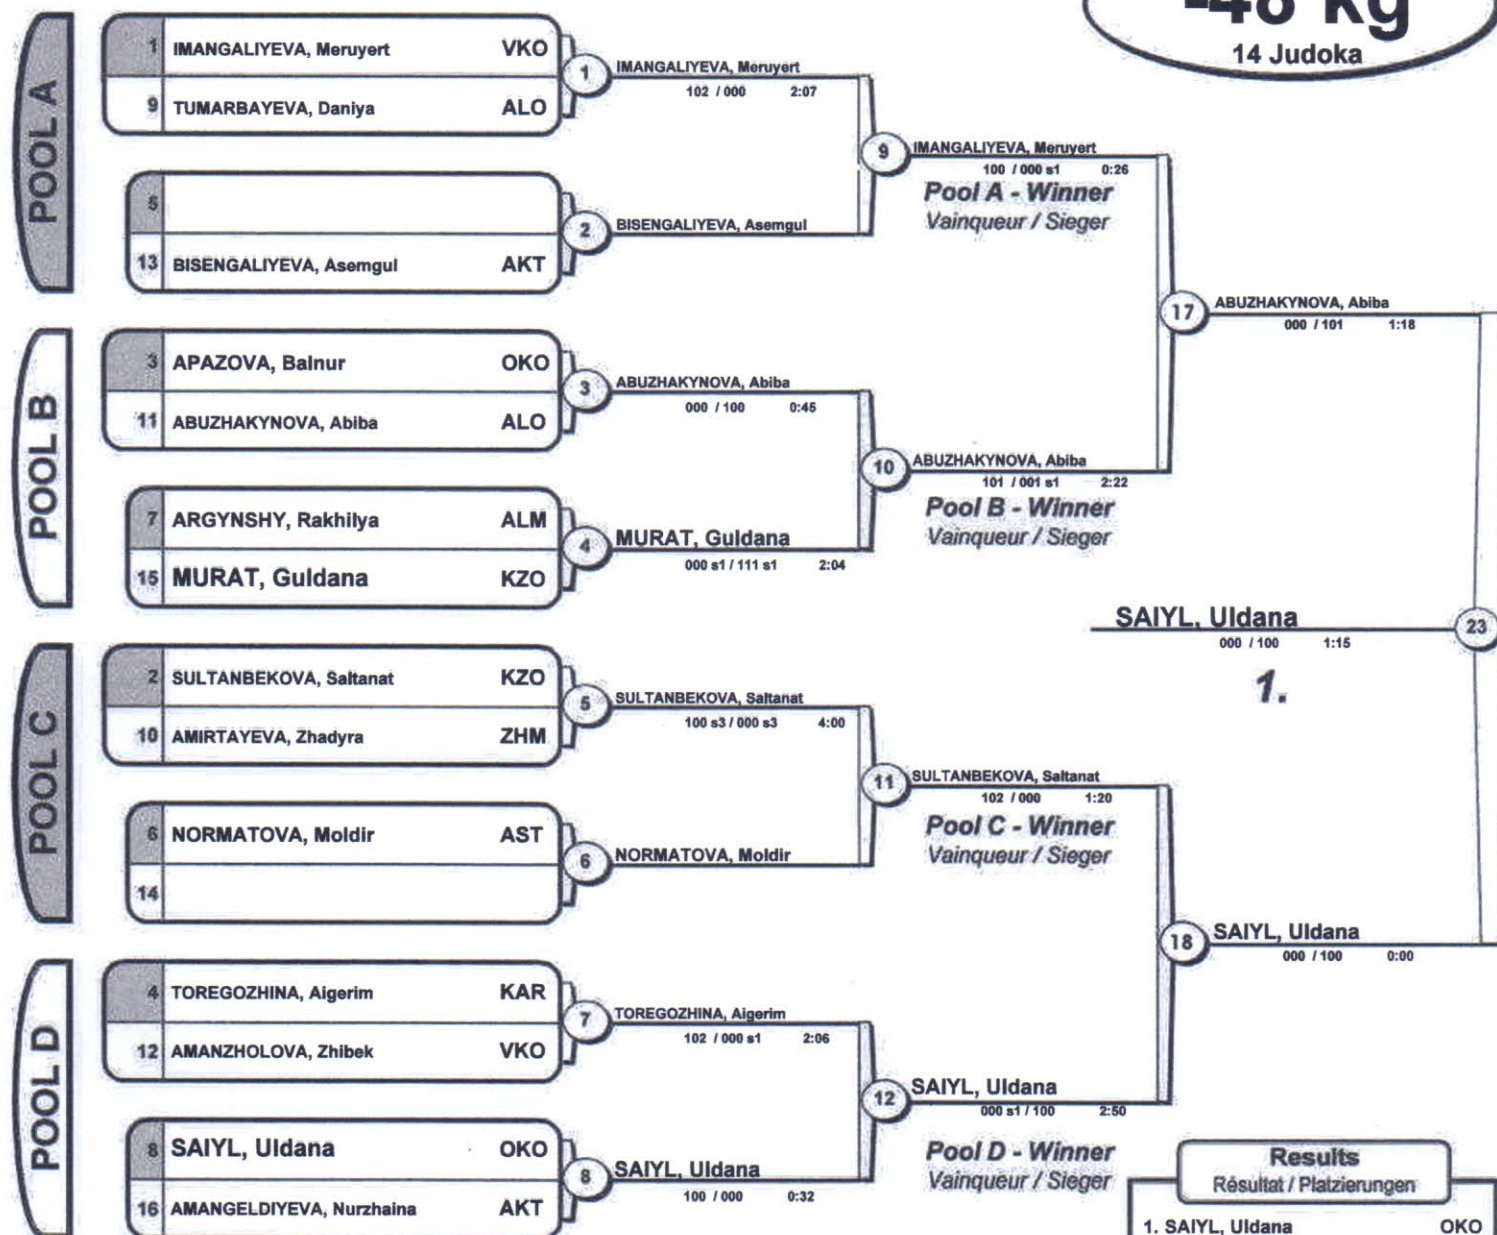 -48 kg
14 Judoka
POOL A
1 IMANGALIYEVA, Meruyert VKO
9 TUMARBAYEVA, Daniya ALO
5
13 BISENGALIYEVA, Asemgul AKT
1 IMANGALIYEVA, Meruyert
102 / 000 2:07
2 BISENGALIYEVA, Asemgul
9 IMANGALIYEVA, Meruyert
100 / 000 s1 0:26
Pool A - Winner
Vainqueur / Sieger
POOL B
3 APAZOVA, Balnur OKO
11 ABUZHAKYNOVA, Abiba ALO
7 ARGYNSHY, Rakhilya ALM
15 MURAT, Guldana KZO
3 ABUZHAKYNOVA, Abiba
000 / 100 0:45
4 MURAT, Guldana
000 s1 / 111 s1 2:04
10 ABUZHAKYNOVA, Abiba
101 / 001 s1 2:22
Pool B - Winner
Vainqueur / Sieger
17 ABUZHAKYNOVA, Abiba
000 / 101 1:18
SAIYL, Uldana 23
000 / 100 1:15
1.
POOL C
2 SULTANBEKOVA, Saltanat KZO
10 AMIRTAYEVA, Zhadyra ZHM
6 NORMATOVA, Moldir AST
14
5 SULTANBEKOVA, Saltanat
100 s3 / 000 s3 4:00
6 NORMATOVA, Moldir
11 SULTANBEKOVA, Saltanat
102 / 000 1:20
Pool C - Winner
Vainqueur / Sieger
POOL D
4 TOREGOZHINA, Aigerim KAR
12 AMANZHOLOVA, Zhibek VKO
8 SAIYL, Uldana OKO
16 AMANGELDIYEVA, Nurzhaina AKT
7 TOREGOZHINA, Aigerim
102 / 000 s1 2:06
8 SAIYL, Uldana
100 / 000 0:32
12 SAIYL, Uldana
000 s1 / 100 2:50
Pool D - Winner
Vainqueur / Sieger
18 SAIYL, Uldana
000 / 100 0:00
Results
Résultat / Platzierungen
1. SAIYL, Uldana OKO